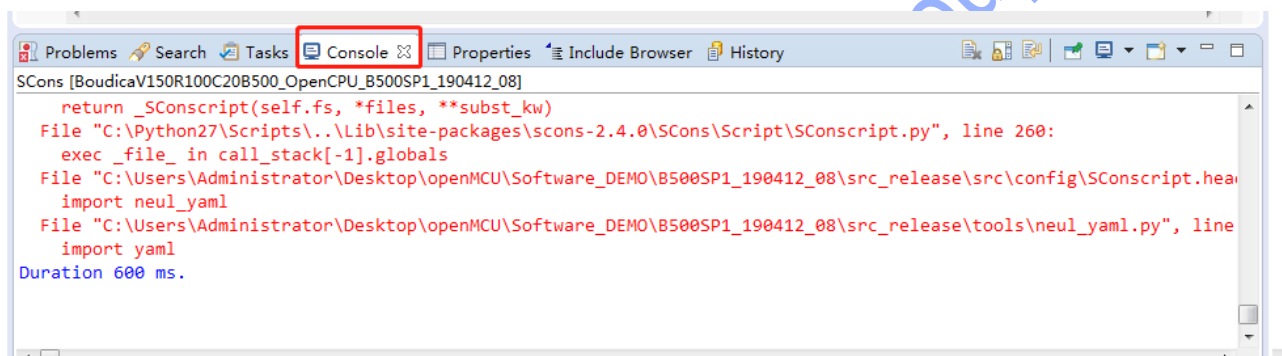 Problems Search Tasks Console Properties Include Browser History
SCons [BoudicaV150R100C20B500_OpenCPU_B500SP1_190412_08]
return _SConscript(self.fs, *files, **subst_kw)
File "C:\Python27\Scripts\..\Lib\site-packages\scons-2.4.0\SCons\Script\SConscript.py", line 260:
exec _file_ in call_stack[-1].globals
File "C:\Users\Administrator\Desktop\openMCU\Software_DEMO\B500SP1_190412_08\src_release\src\config\SConscript.hea
import neul_yaml
File "C:\Users\Administrator\Desktop\openMCU\Software_DEMO\B500SP1_190412_08\src_release\tools\neul_yaml.py", line
import yaml
Duration 600 ms.